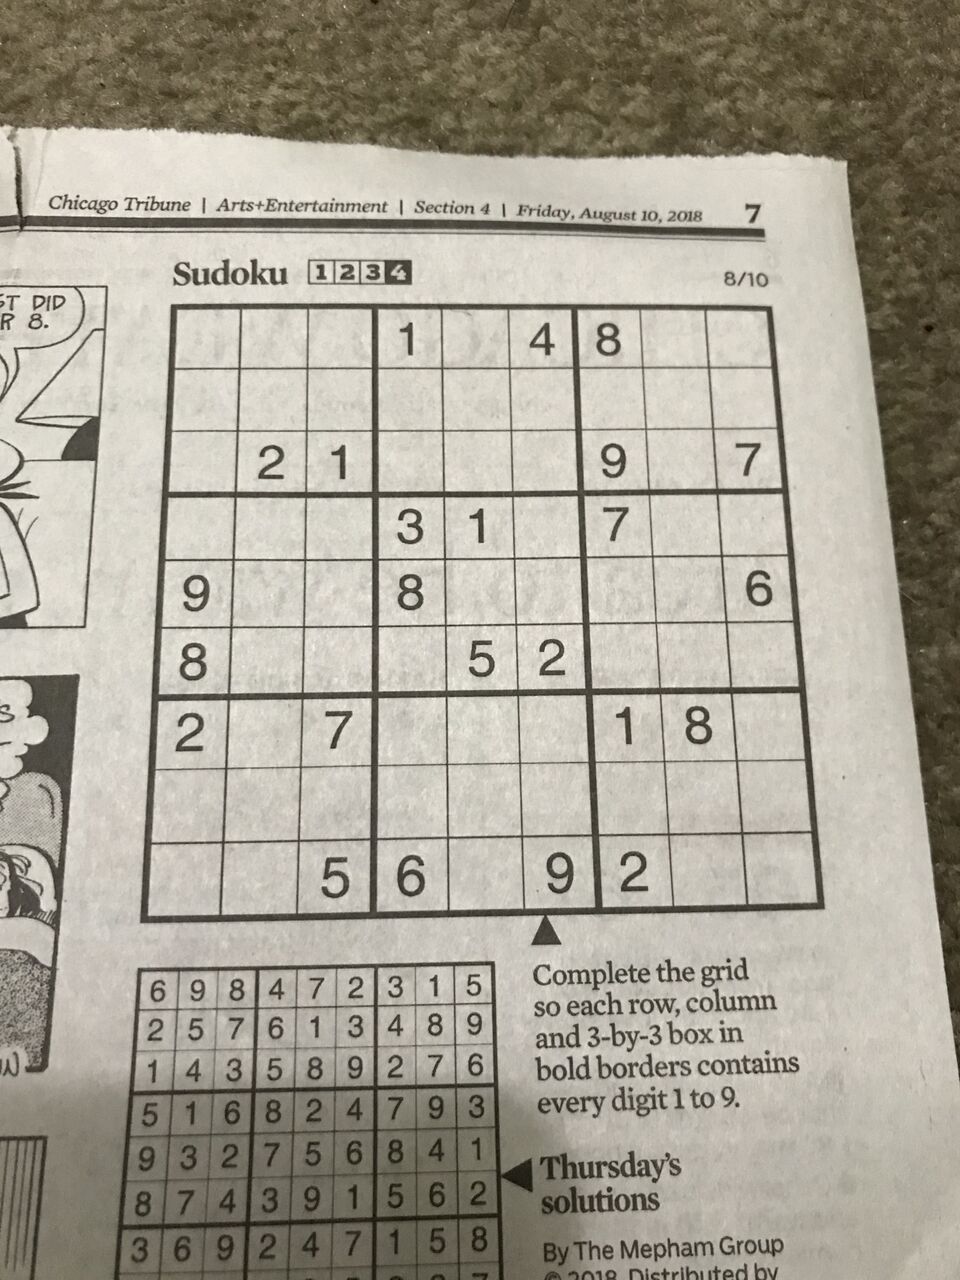 Chicago Tribune | Arts+Entertainment | Section 4 | Friday, August 10, 2018 7
ST DID
R 8.
Sudoku 1 2 3 4 8/10
1 4 8
2 1 9 7
3 1 7
9 8 6
8 5 2
2 7 1 8
5 6 9 2
6 9 8 4 7 2 3 1 5
2 5 7 6 1 3 4 8 9
1 4 3 5 8 9 2 7 6
5 1 6 8 2 4 7 9 3
9 3 2 7 5 6 8 4 1
8 7 4 3 9 1 5 6 2
3 6 9 2 4 7 1 5 8
Complete the grid
so each row, column
and 3-by-3 box in
bold borders contains
every digit 1 to 9.
Thursday's
solutions
By The Mepham Group
© 2018. Distributed by